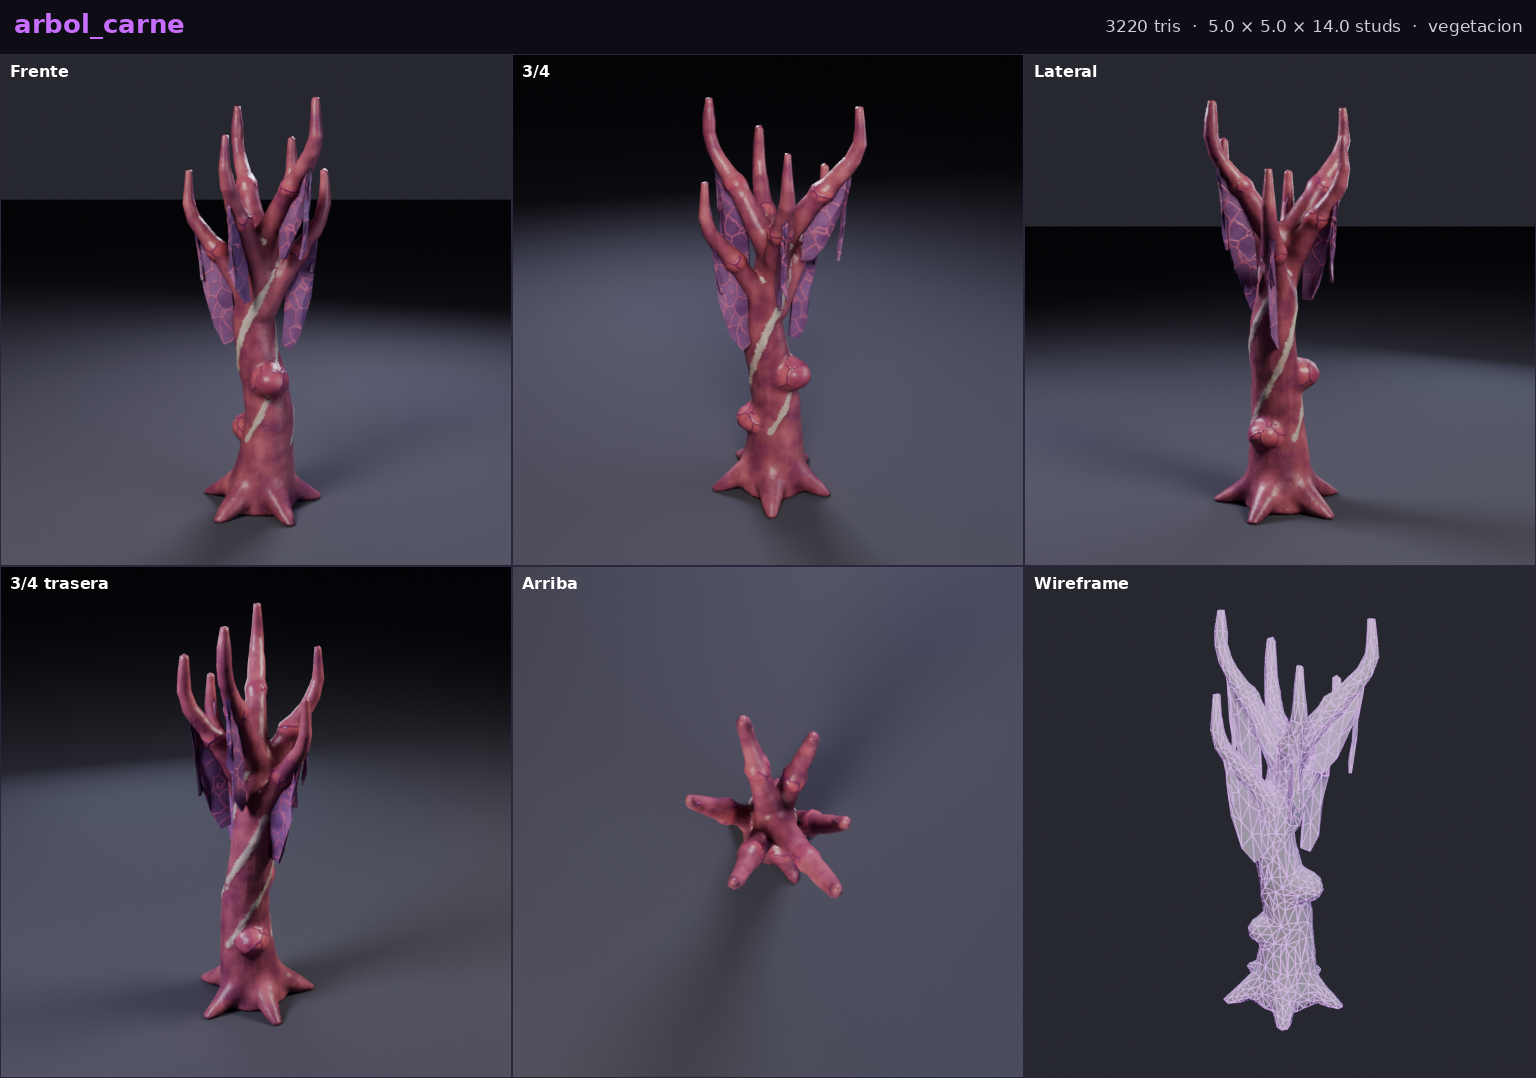 arbol_carne
3220 tris · 5.0 × 5.0 × 14.0 studs · vegetacion
Frente
3/4
Lateral
3/4 trasera
Arriba
Wireframe